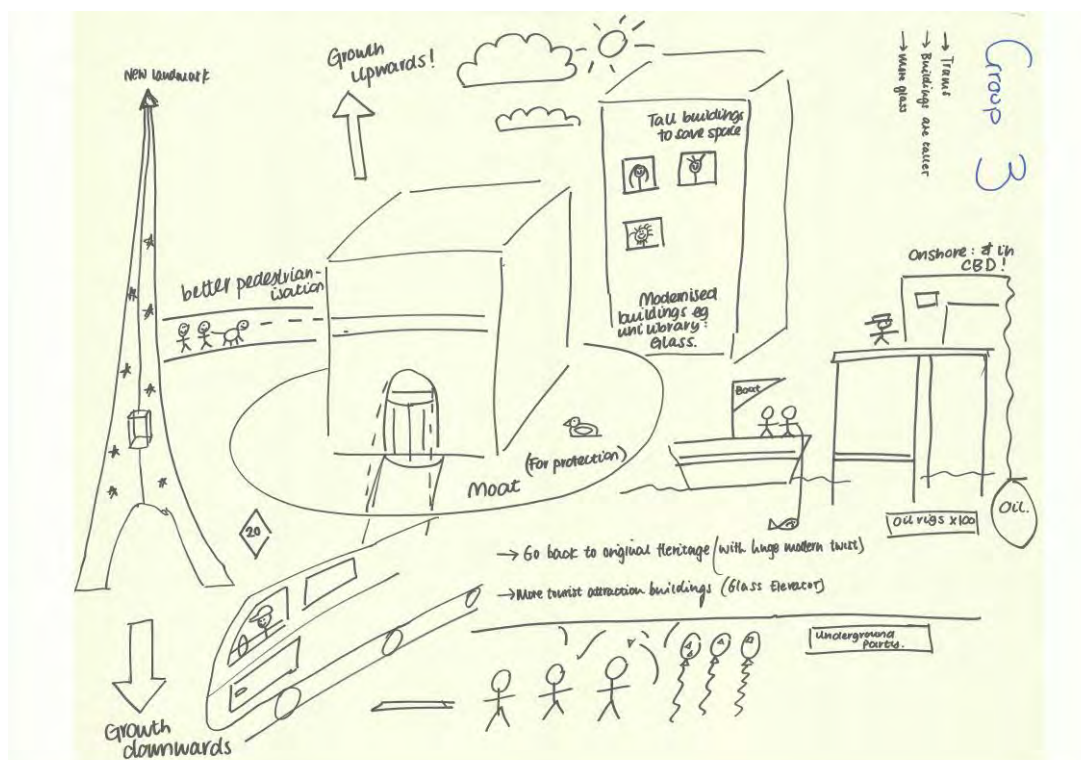 Group 3
→ Trams
→ Buildings are taller
→ more glass
New landmark
Growth
upwards!
Tall buildings
to save space
better pedestrian-
isation
Modernised
buildings eg
uni library:
Glass.
Onshore:
in
CBD!
Boat
(For protection)
Moat
Oil rigs x100
Oil.
20
→ Go back to original Heritage (with huge modern twist)
→ More tourist attraction buildings (Glass Elevator)
Underground
Party.
Growth
downwards